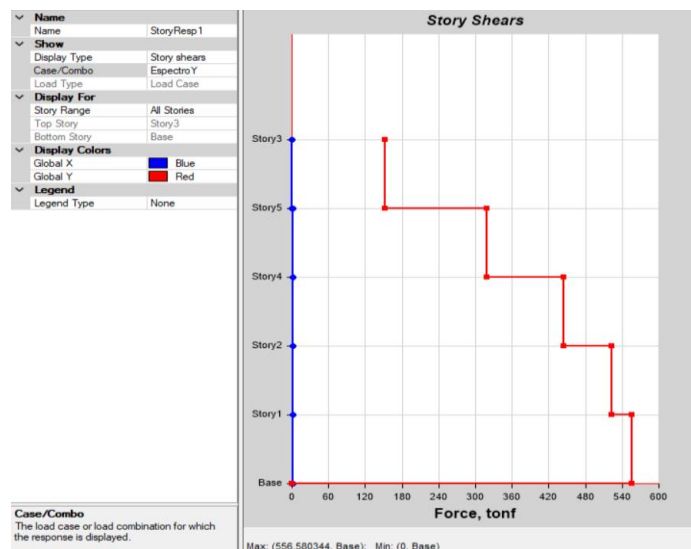 Name
Name StoryResp1
Show
Display Type Story shears
Case/Combo EspectroY
Load Type Load Case
Display For
Story Range All Stories
Top Story Story3
Bottom Story Base
Display Colors
Global X Blue
Global Y Red
Legend
Legend Type None
Case/Combo
The load case or load combination for which
the response is displayed.
Story Shears
Story3
Story5
Story4
Story2
Story1
Base
0 60 120 180 240 300 360 420 480 540 600
Force, tonf
Max: (556.580344, Base); Min: (0, Base)